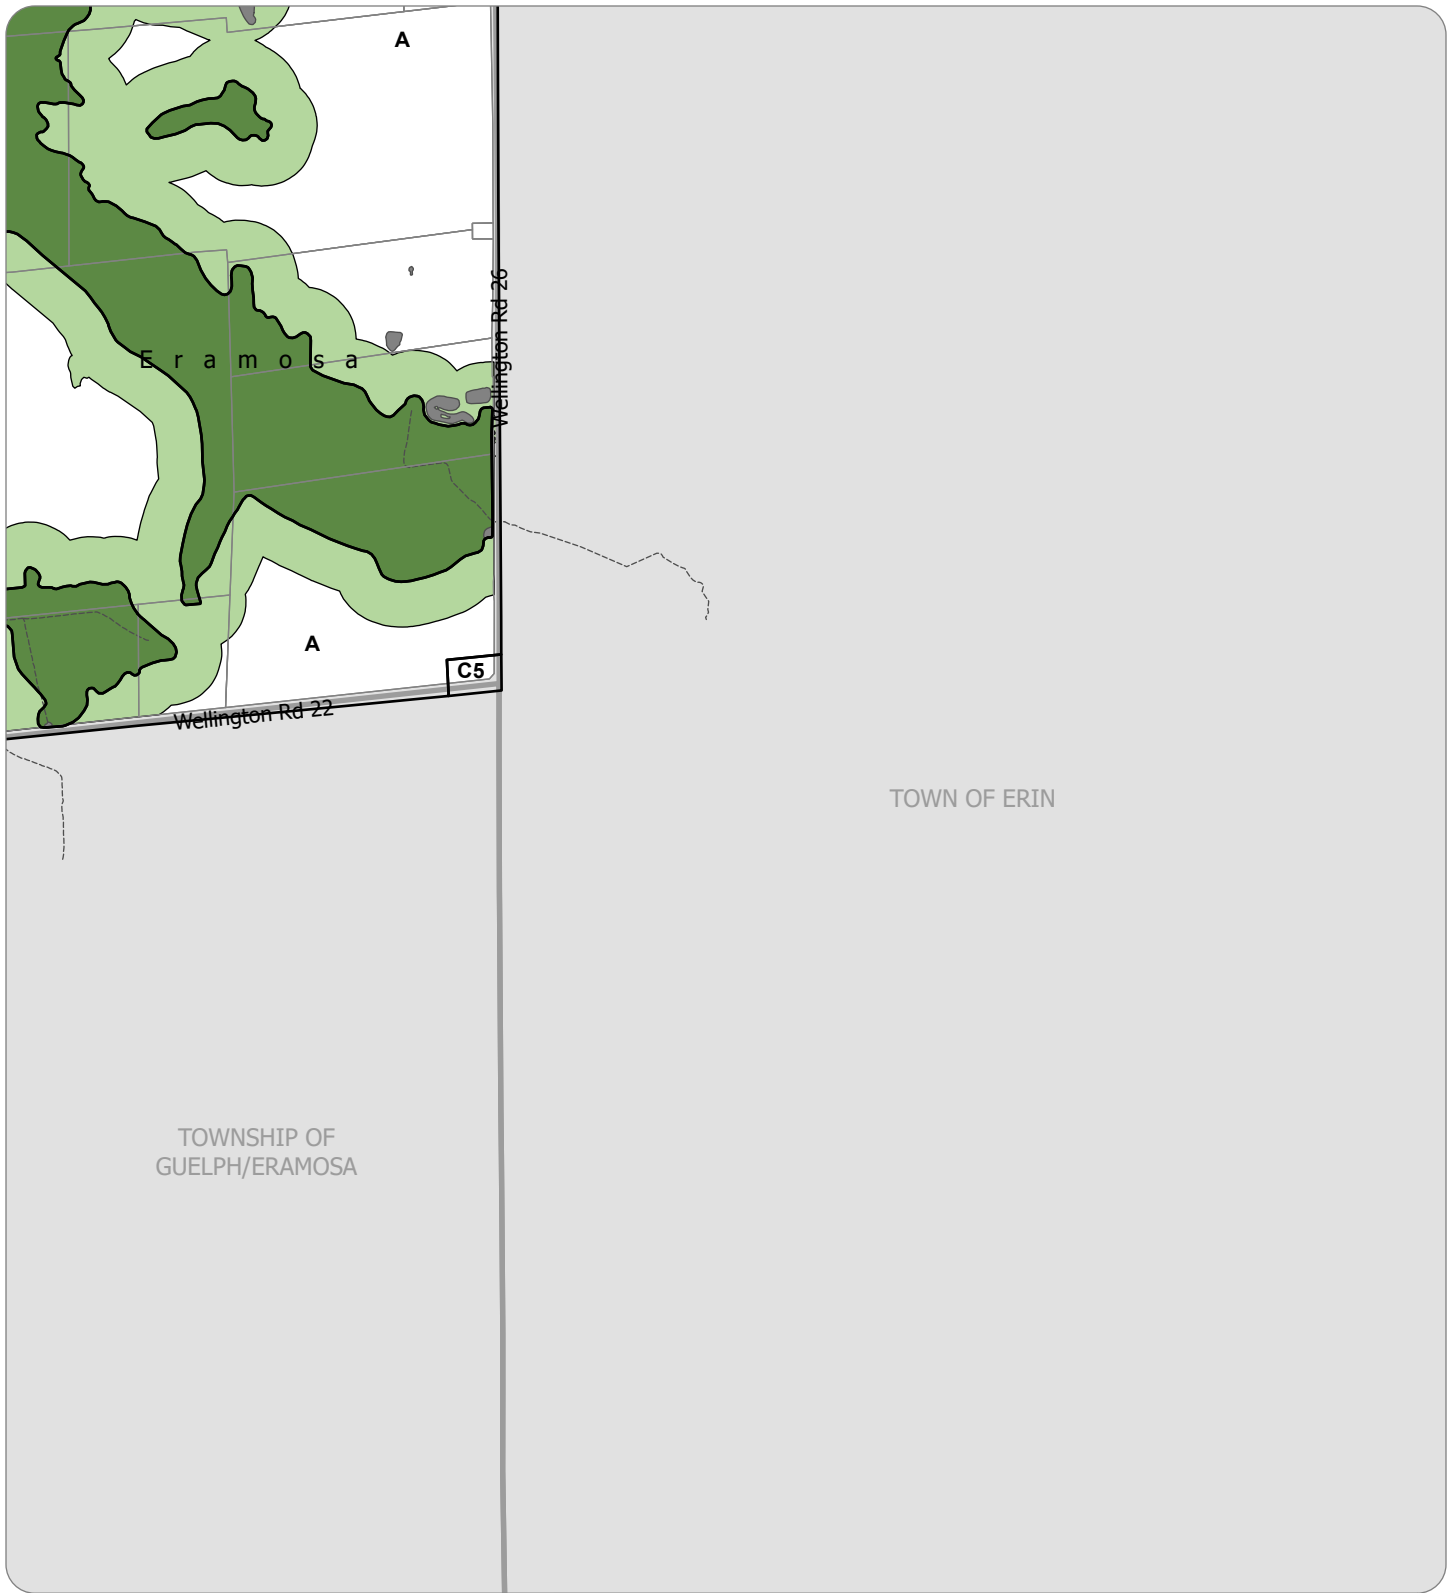 A
Wellington Rd 26
E r a m o s a
A
C5
Wellington Rd 22
TOWN OF ERIN
TOWNSHIP OF
GUELPH/ERAMOSA